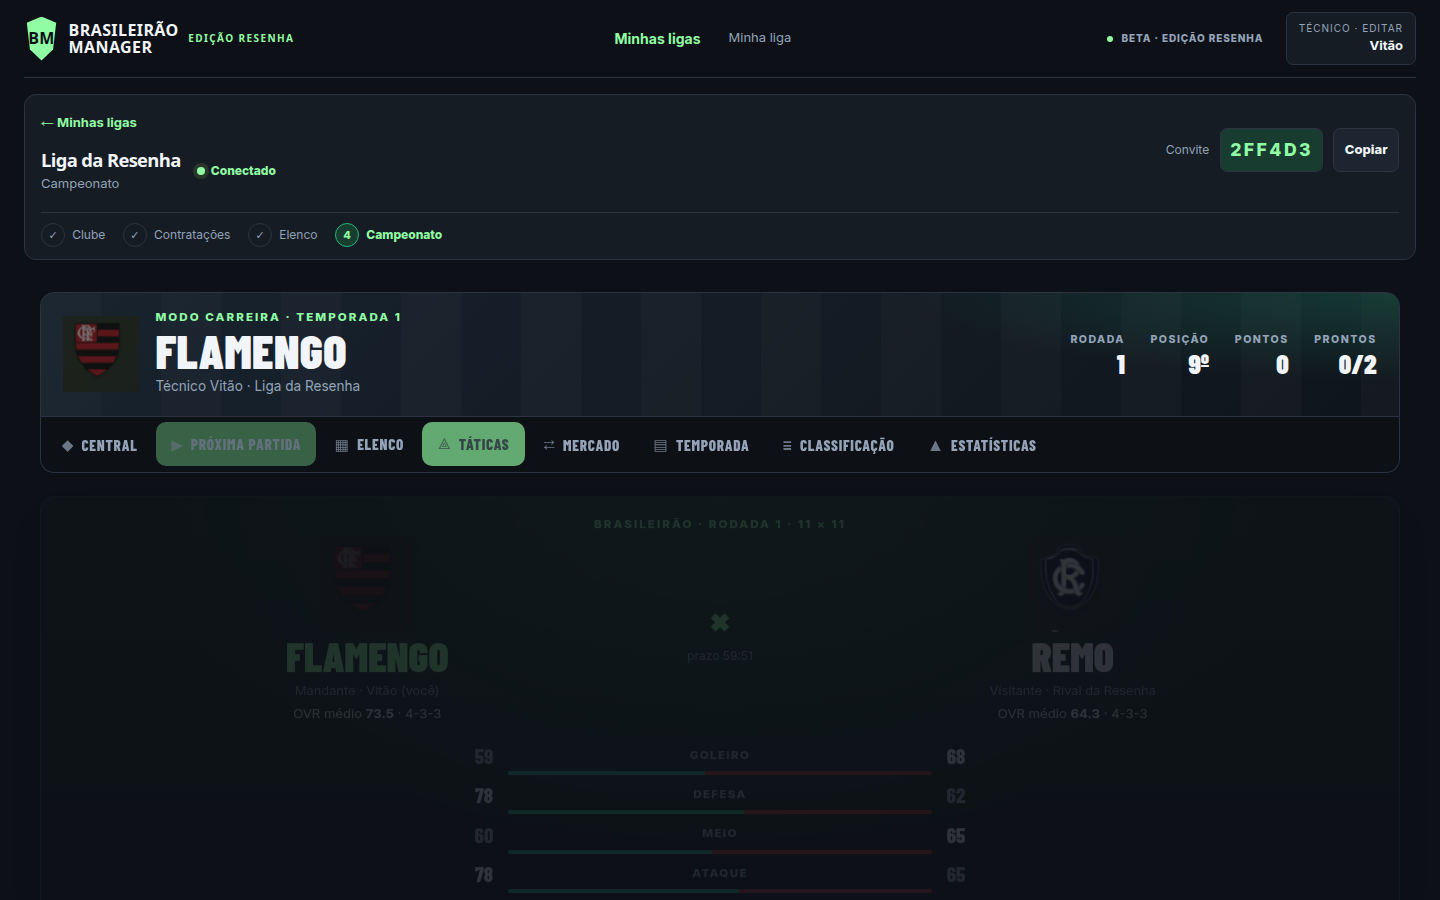 BM BRASILEIRÃO MANAGER EDIÇÃO RESENHA
Minhas ligas Minha liga
BETA · EDIÇÃO RESENHA
TÉCNICO · EDITAR
Vitão
← Minhas ligas
Liga da Resenha
Campeonato
Conectado
Convite 2FF4D3 Copiar
✓ Clube ✓ Contratações ✓ Elenco 4 Campeonato
MODO CARREIRA · TEMPORADA 1
FLAMENGO
Técnico Vitão · Liga da Resenha
RODADA POSIÇÃO PONTOS PRONTOS
1 9º 0 0/2
CENTRAL PRÓXIMA PARTIDA ELENCO TÁTICAS MERCADO TEMPORADA CLASSIFICAÇÃO ESTATÍSTICAS
BRASILEIRÃO · RODADA 1 · 11 × 11
FLAMENGO
Mandante · Vitão (você)
OVR médio 73.5 · 4-3-3
✖
prazo 59:51
REMO
Visitante · Rival da Resenha
OVR médio 64.3 · 4-3-3
59 GOLEIRO 68
78 DEFESA 62
60 MEIO 65
78 ATAQUE 65